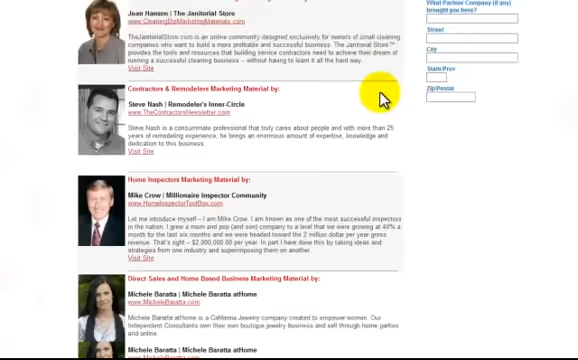 Jean Hanson | The Janitorial Store
www.CleaningBizMarketingMaterials.com
TheJanitorialStore.com is an online community designed exclusively for owners of small cleaning
companies who want to build a more profitable and successful business. The Janitorial Store™
provides the tools and resources that building service contractors need to achieve their dream of
running a successful cleaning business – without having to learn it all the hard way.
Visit Site
Contractors & Remodelers Marketing Material by:
Steve Nash | Remodeler's Inner-Circle
www.TheContractorsNewsletter.com
Steve Nash is a consummate professional that truly cares about people and with more than 25
years of remodeling experience, he brings an enormous amount of expertise, knowledge and
dedication to this business.
Visit Site
Home Inspectors Marketing Material by:
Mike Crow | Millionaire Inspector Community
www.HomeInspectorToolBox.com
Let me introduce myself – I am Mike Crow. I am known as one of the most successful inspectors
in the nation. I grew a mom and pop (and son) company to a level that we were growing at 40% a
month for the last six months and we were headed toward the 2 million dollar per year gross
revenue. That's right – $2,000,000.00 per year. In part I have done this by taking ideas and
strategies from one industry and superimposing them on another.
Visit Site
Direct Sales and Home Based Business Marketing Material by:
Michele Baratta | Michele Baratta atHome
www.MicheleBaratta.com
Michele Baratta atHome is a California Jewelry company created to empower women. Our
Independent Consultants own their own boutique jewelry business and sell through home parties
and online
Michele Baratta | Michele Baratta atHome
What Partner Company (if any)
brought you here?
Street
City
State/Prov
Zip/Postal